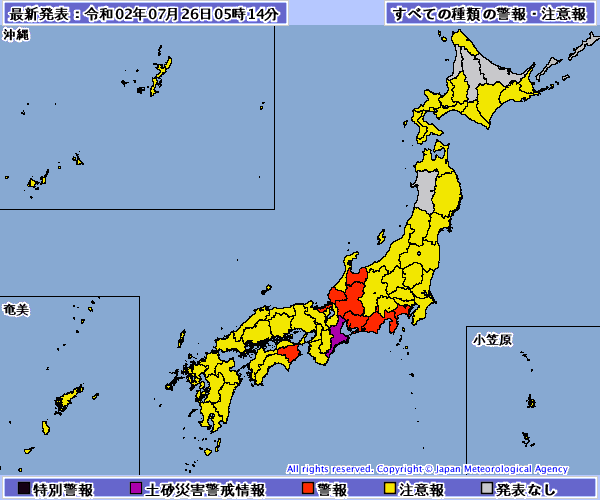 最新発表：令和02年07月26日05時14分
すべての種類の警報・注意報
沖縄
奄美
小笠原
All rights reserved. Copyright © Japan Meteorological Agency
特別警報 土砂災害警戒情報 警報 注意報 発表なし